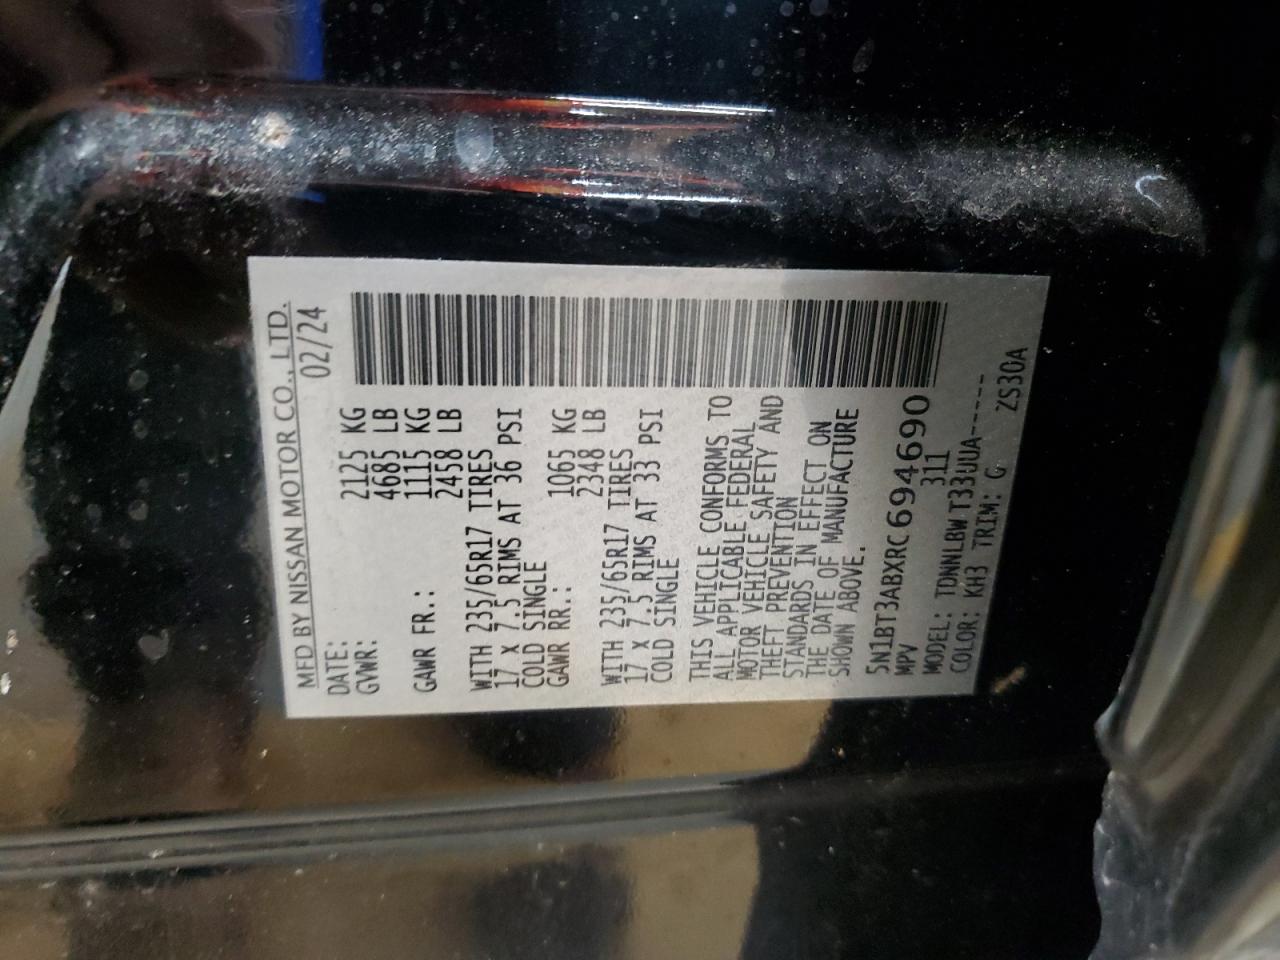 MFD BY NISSAN MOTOR CO., LTD.
DATE: 02/24
GVWR: 2125 KG
4685 LB
GAWR FR.: 1115 KG
2458 LB
WITH 235/65R17 TIRES
17 X 7.5 RIMS AT 36 PSI
COLD SINGLE
GAWR RR.: 1065 KG
2348 LB
WITH 235/65R17 TIRES
17 X 7.5 RIMS AT 33 PSI
COLD SINGLE
THIS VEHICLE CONFORMS TO
ALL APPLICABLE FEDERAL
MOTOR VEHICLE SAFETY AND
THEFT PREVENTION
STANDARDS IN EFFECT ON
THE DATE OF MANUFACTURE
SHOWN ABOVE.
5N1BT3ABXRC694690
MPV 311
MODEL: TDNNLBWT33UUA-----
COLOR: KH3 TRIM: G 2S30A